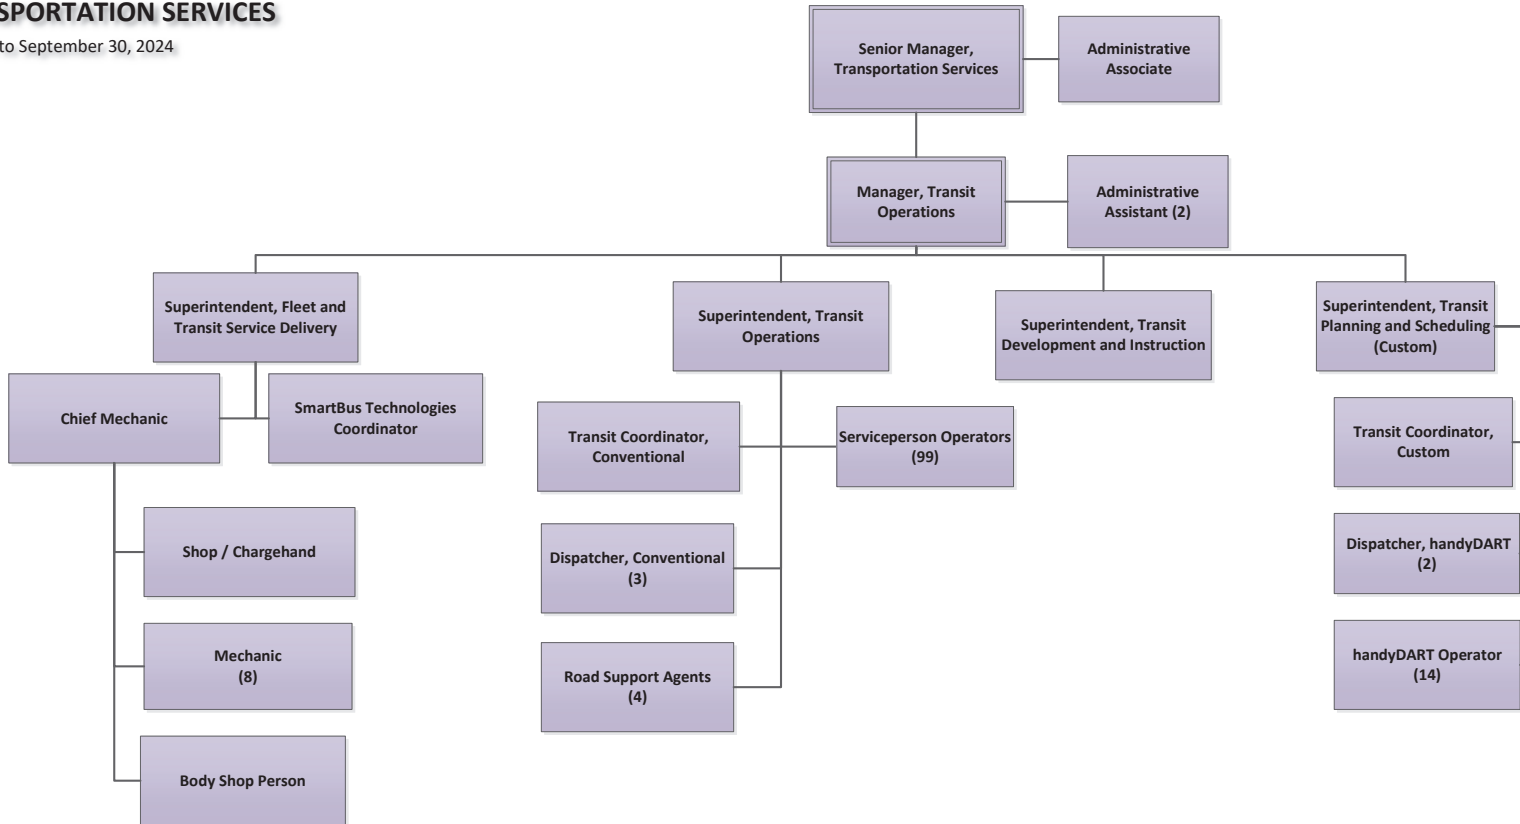 SPORTATION SERVICES
to September 30, 2024
Senior Manager,
Transportation Services
Administrative
Associate
Manager, Transit
Operations
Administrative
Assistant (2)
Superintendent, Fleet and
Transit Service Delivery
Superintendent, Transit
Operations
Superintendent, Transit
Development and Instruction
Superintendent, Transit
Planning and Scheduling
(Custom)
Chief Mechanic
SmartBus Technologies
Coordinator
Transit Coordinator,
Conventional
Serviceperson Operators
(99)
Transit Coordinator,
Custom
Shop / Chargehand
Dispatcher, Conventional
(3)
Dispatcher, handyDART
(2)
Mechanic
(8)
Road Support Agents
(4)
handyDART Operator
(14)
Body Shop Person